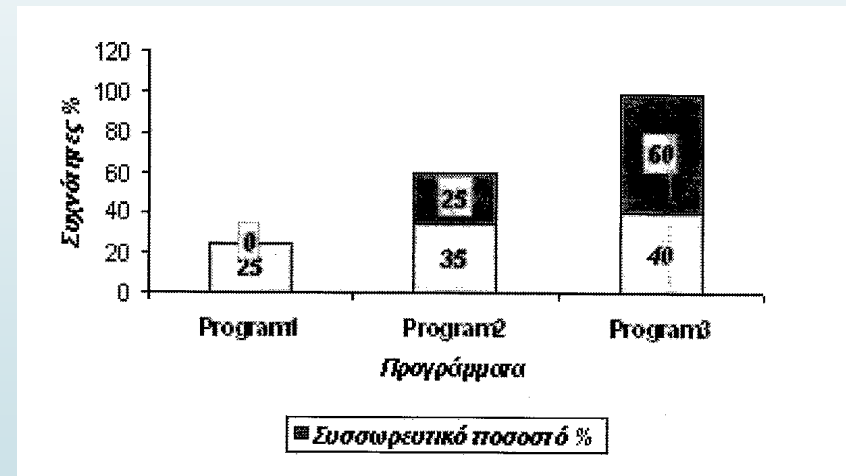 120
100
80
60
40
20
0
Συχνότητες %
0
25
25
35
60
40
Program1
Program2
Program3
Προγράμματα
Συσσωρευτικό ποσοστό %